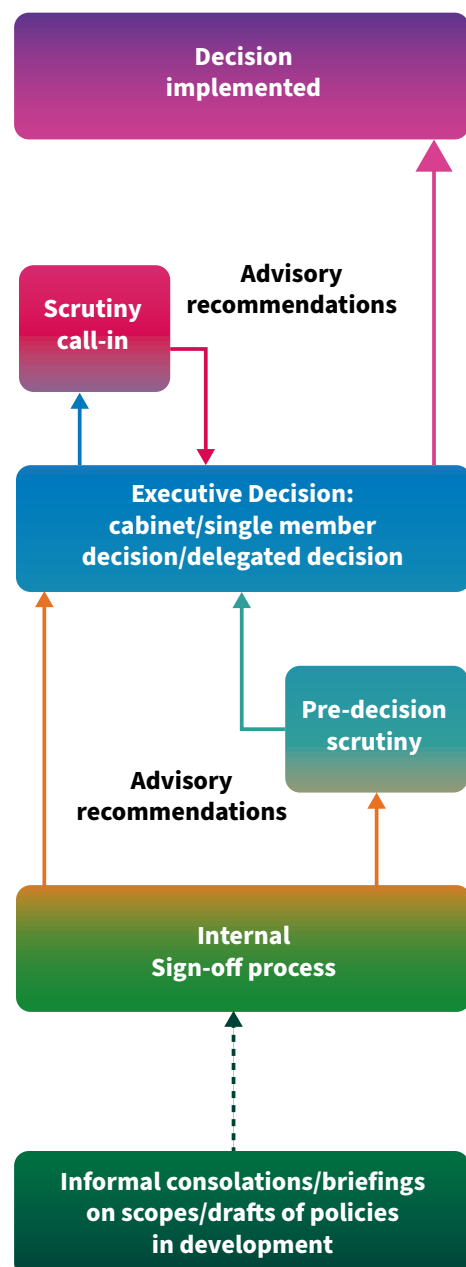 Decision
implemented
Advisory
recommendations
Scrutiny
call-in
Executive Decision:
cabinet/single member
decision/delegated decision
Pre-decision
scrutiny
Advisory
recommendations
Internal
Sign-off process
Informal consolations/briefings
on scopes/drafts of policies
in development